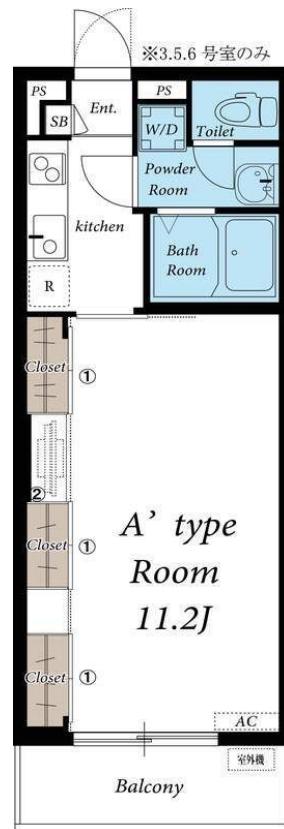 ※3.5.6 号室のみ
PS
Ent.
PS
SB
W/D
Toilet
Powder
Room
kitchen
Bath
Room
R
Closet
①
②
Closet
①
A’ type
Room
11.2J
Closet
①
AC
室外機
Balcony